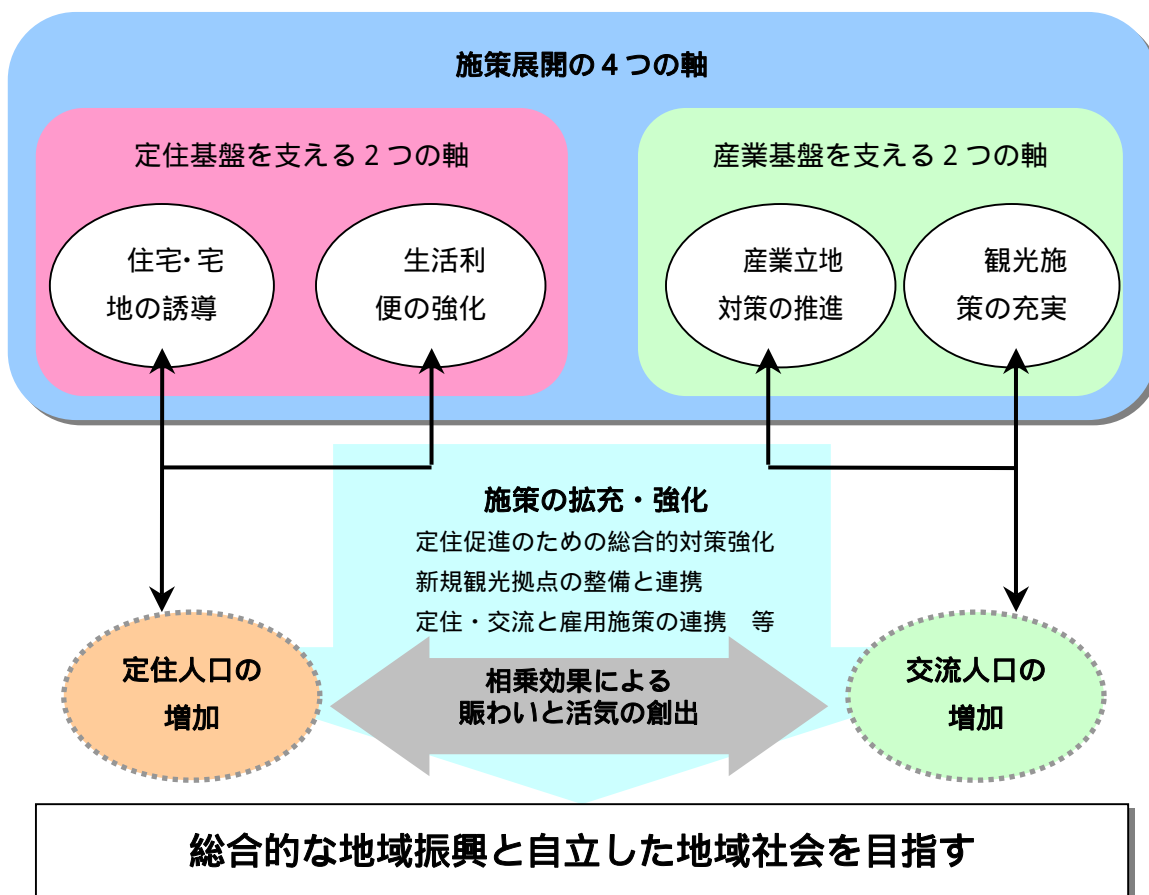 施策展開の4つの軸
定住基盤を支える2つの軸
住宅・宅
地の誘導
生活利
便の強化
産業基盤を支える2つの軸
産業立地
対策の推進
観光施
策の充実
施策の拡充・強化
定住促進のための総合的対策強化
新規観光拠点の整備と連携
定住・交流と雇用施策の連携　等
定住人口の
増加
相乗効果による
賑わいと活気の創出
交流人口の
増加
総合的な地域振興と自立した地域社会を目指す